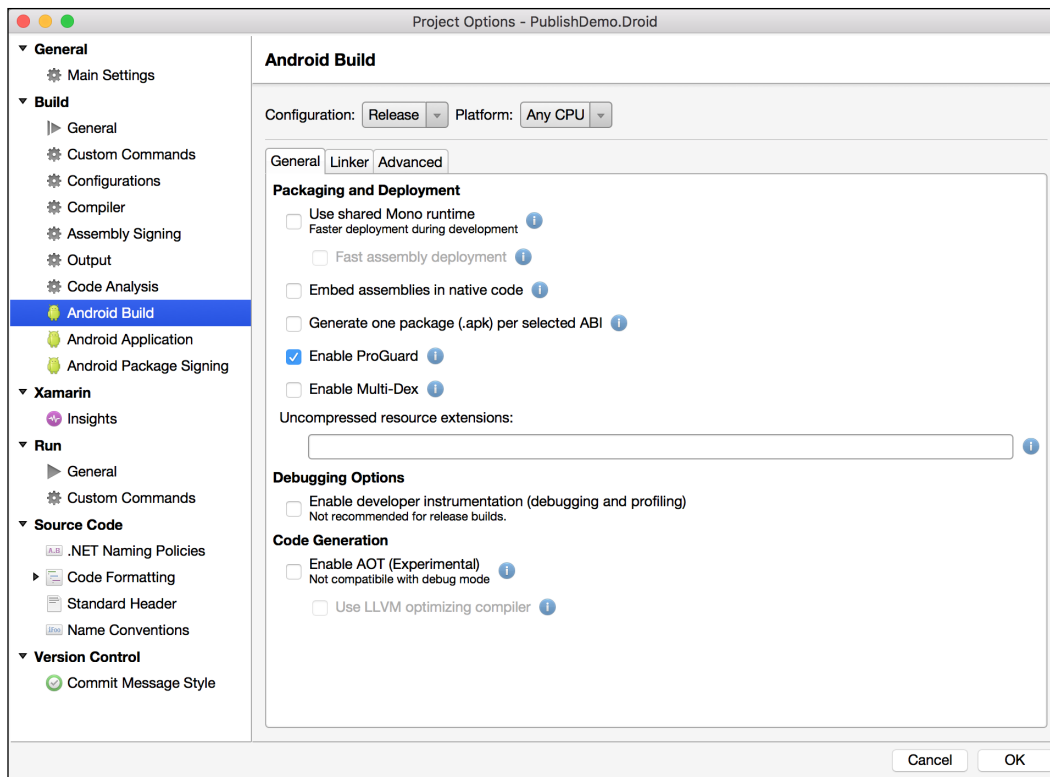 Project Options - PublishDemo.Droid
General
Main Settings
Build
General
Custom Commands
Configurations
Compiler
Assembly Signing
Output
Code Analysis
Android Build
Android Application
Android Package Signing
Xamarin
Insights
Run
General
Custom Commands
Source Code
A.B .NET Naming Policies
Code Formatting
Standard Header
Name Conventions
Version Control
Commit Message Style
Android Build
Configuration: Release Platform: Any CPU
General Linker Advanced
Packaging and Deployment
Use shared Mono runtime
Faster deployment during development
Fast assembly deployment
Embed assemblies in native code
Generate one package (.apk) per selected ABI
Enable ProGuard
Enable Multi-Dex
Uncompressed resource extensions:
Debugging Options
Enable developer instrumentation (debugging and profiling)
Not recommended for release builds.
Code Generation
Enable AOT (Experimental)
Not compatibile with debug mode
Use LLVM optimizing compiler
Cancel OK